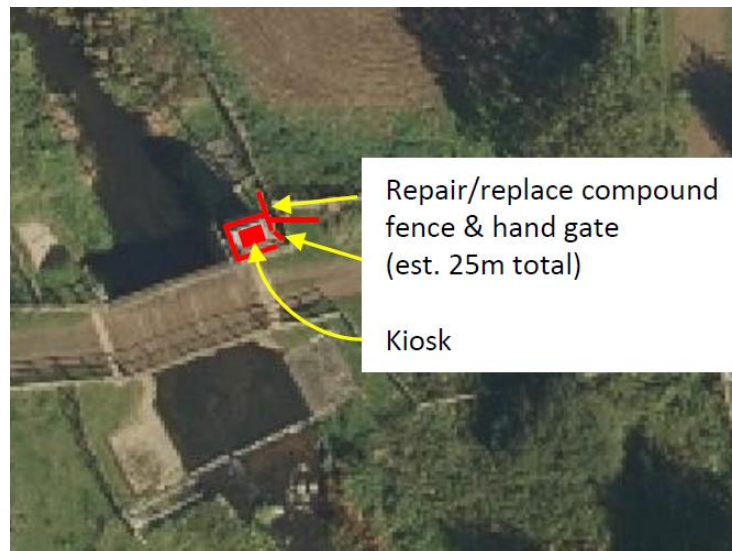 Repair/replace compound
fence & hand gate
(est. 25m total)
Kiosk